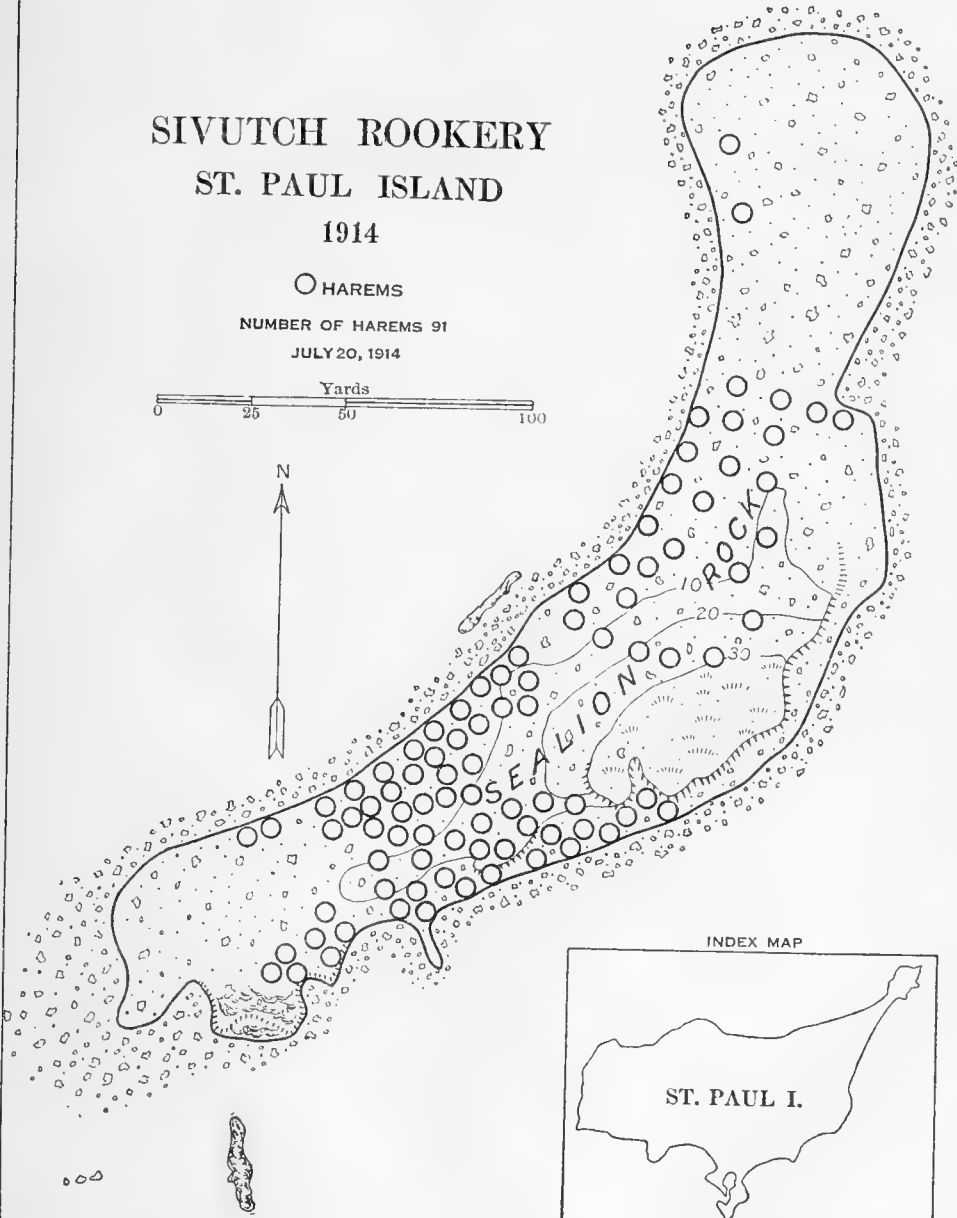 SIVUTCH ROOKERY
ST. PAUL ISLAND
1914
HAREMS
NUMBER OF HAREMS 91
JULY 20, 1914
Yards
0 25 50 100
N
SEA LION ROCK
10
20
30
INDEX MAP
ST. PAUL I.